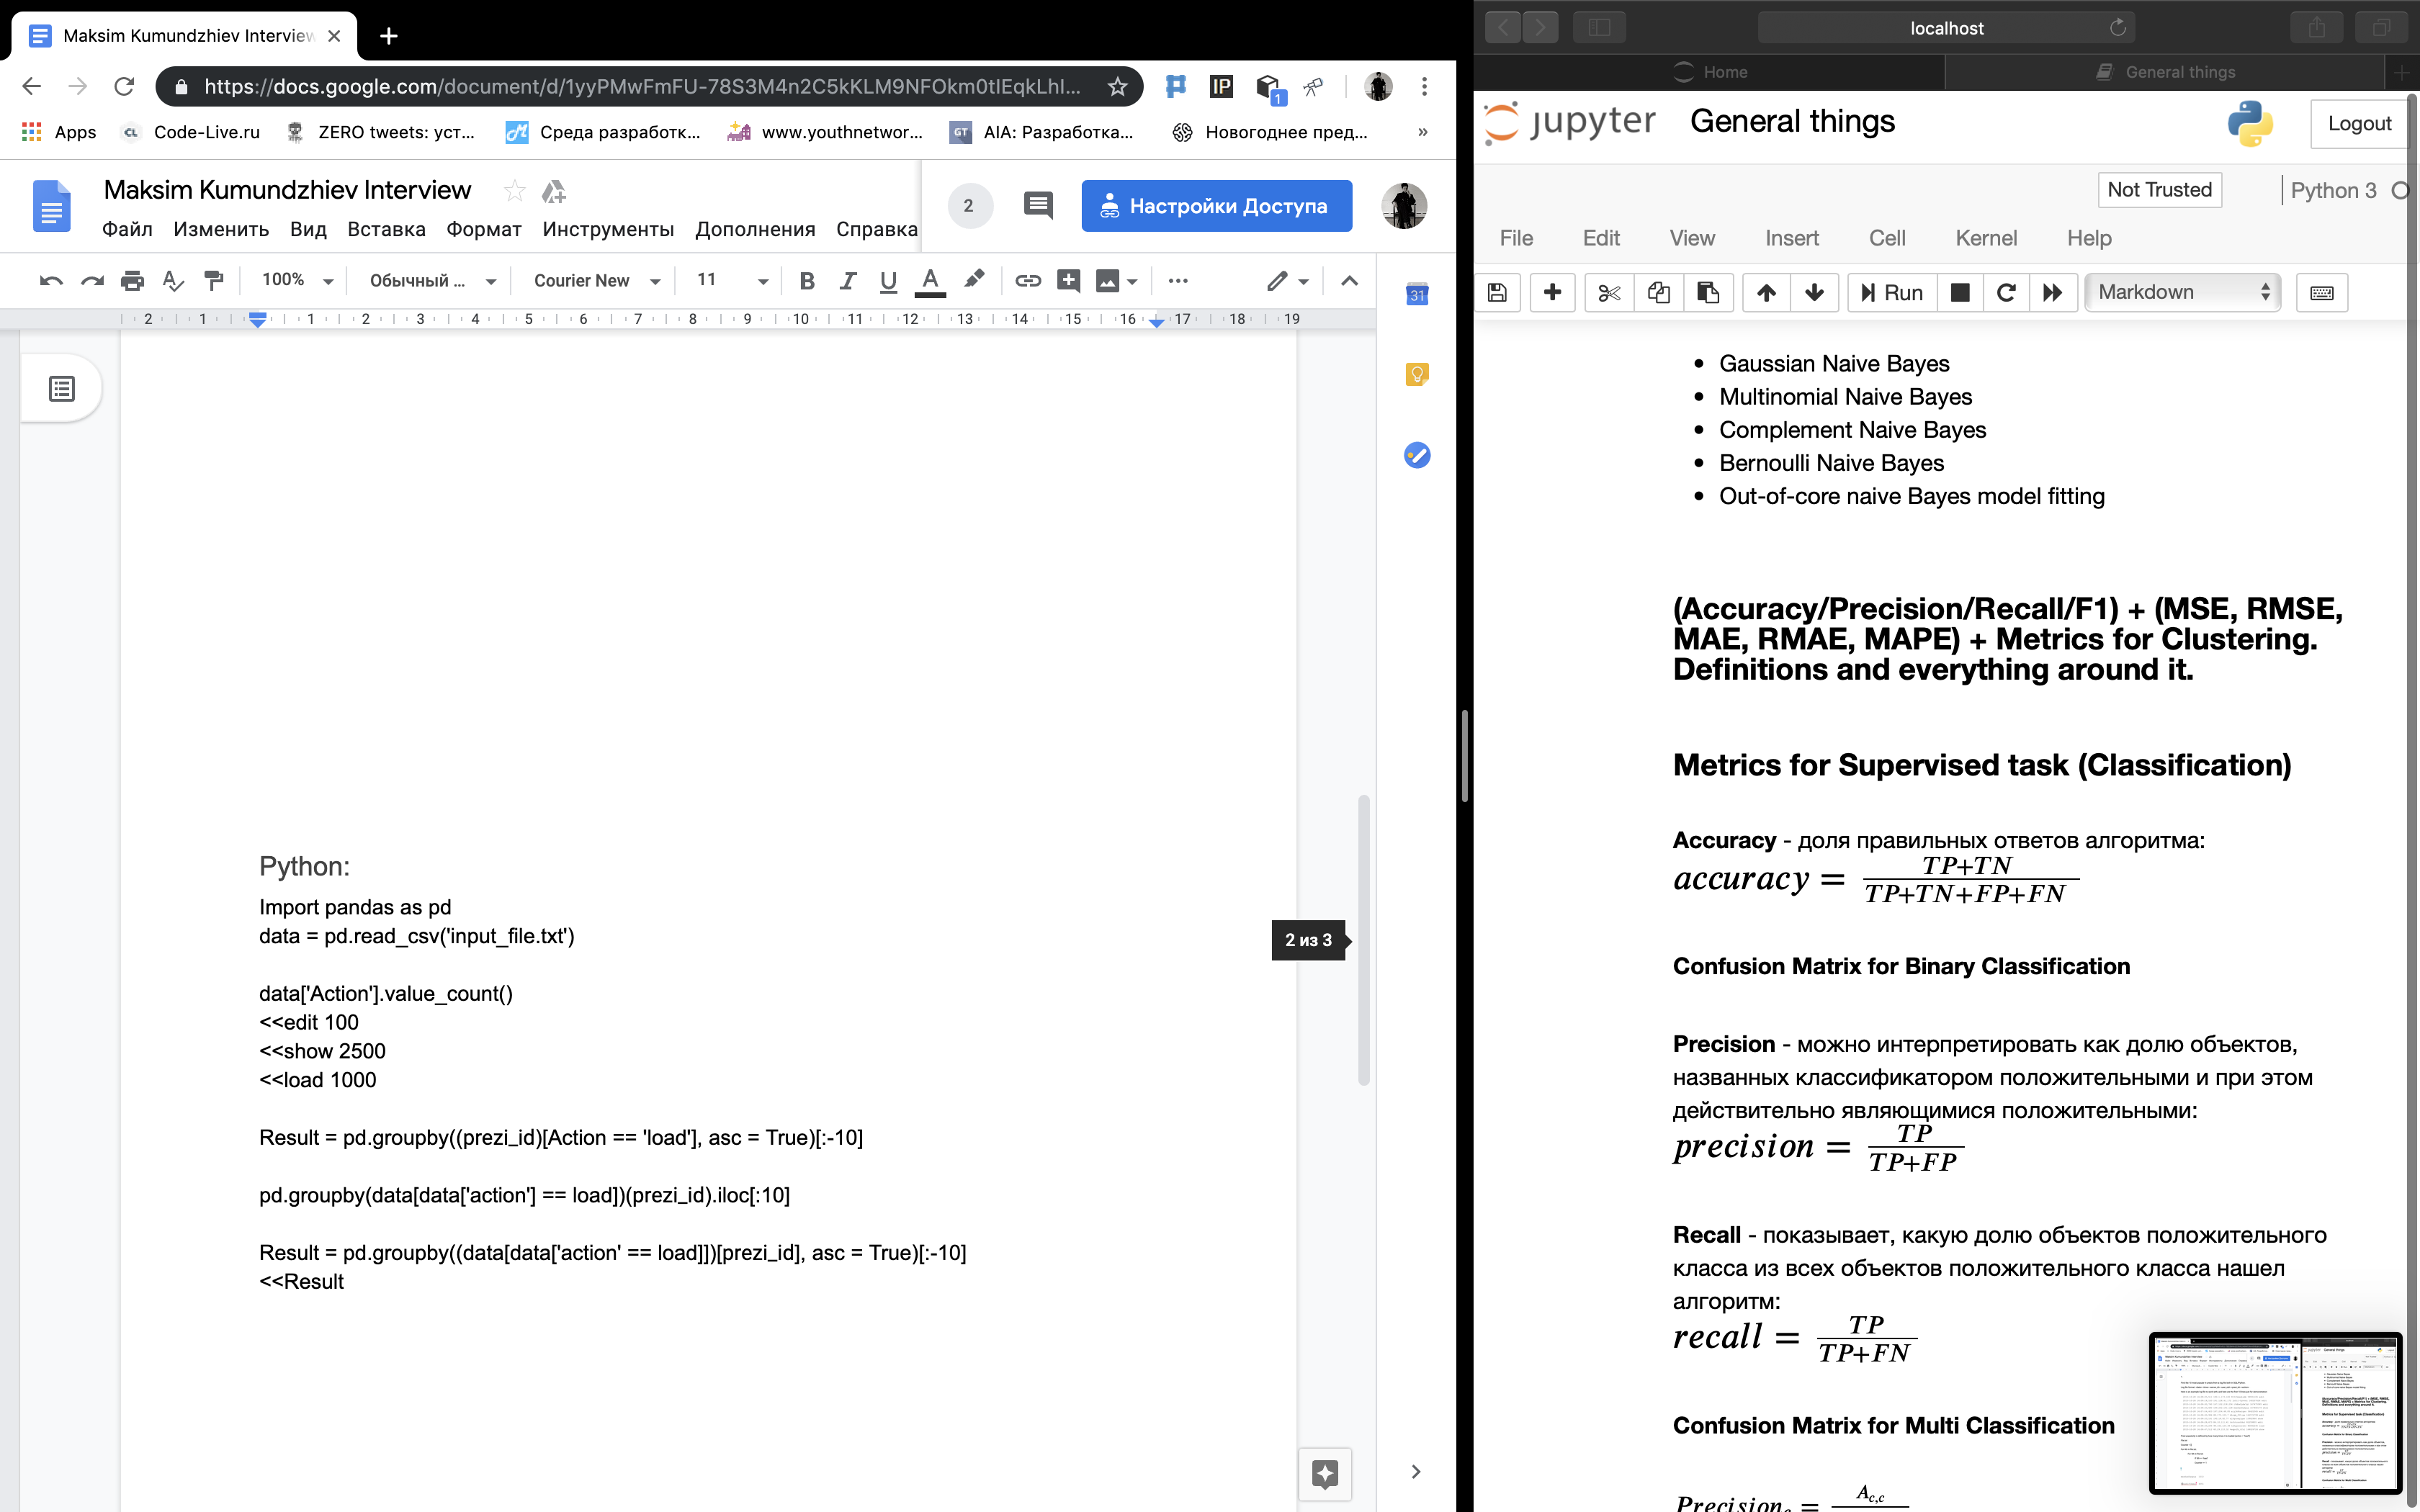 Maksim Kumundzhiev Interview
https://docs.google.com/document/d/1yyPMwFmFU-78S3M4n2C5kKLM9NFOkm0tIEqkLhI...
IP
1
Apps
CL Code-Live.ru
ZERO tweets: уст...
Среда разработк...
www.youthnetwor...
GT AIA: Разработка...
Новогоднее пред...
»
Maksim Kumundzhiev Interview
2
Настройки Доступа
Файл Изменить Вид Вставка Формат Инструменты Дополнения Справка
100% Обычный ... Courier New 11 B I U A
2 1 1 2 3 4 5 6 7 8 9 10 11 12 13 14 15 16 17 18 19
31
Python:
Import pandas as pd
data = pd.read_csv('input_file.txt')
data['Action'].value_count()
<<edit 100
<<show 2500
<<load 1000
Result = pd.groupby((prezi_id)[Action == 'load'], asc = True)[:-10]
pd.groupby(data[data['action'] == load])(prezi_id).iloc[:10]
Result = pd.groupby((data[data['action' == load]])[prezi_id], asc = True)[:-10]
<<Result
2 из 3
localhost
Home
General things
jupyter General things
Logout
Not Trusted
Python 3
File Edit View Insert Cell Kernel Help
Run
Markdown
• Gaussian Naive Bayes
• Multinomial Naive Bayes
• Complement Naive Bayes
• Bernoulli Naive Bayes
• Out-of-core naive Bayes model fitting
(Accuracy/Precision/Recall/F1) + (MSE, RMSE,
MAE, RMAE, MAPE) + Metrics for Clustering.
Definitions and everything around it.
Metrics for Supervised task (Classification)
Accuracy - доля правильных ответов алгоритма:
accuracy = TP+TN / TP+TN+FP+FN
Confusion Matrix for Binary Classification
Precision - можно интерпретировать как долю объектов,
названных классификатором положительными и при этом
действительно являющимися положительными:
precision = TP / TP+FP
Recall - показывает, какую долю объектов положительного
класса из всех объектов положительного класса нашел
алгоритм:
recall = TP / TP+FN
Confusion Matrix for Multi Classification
Precision_c = A_c,c